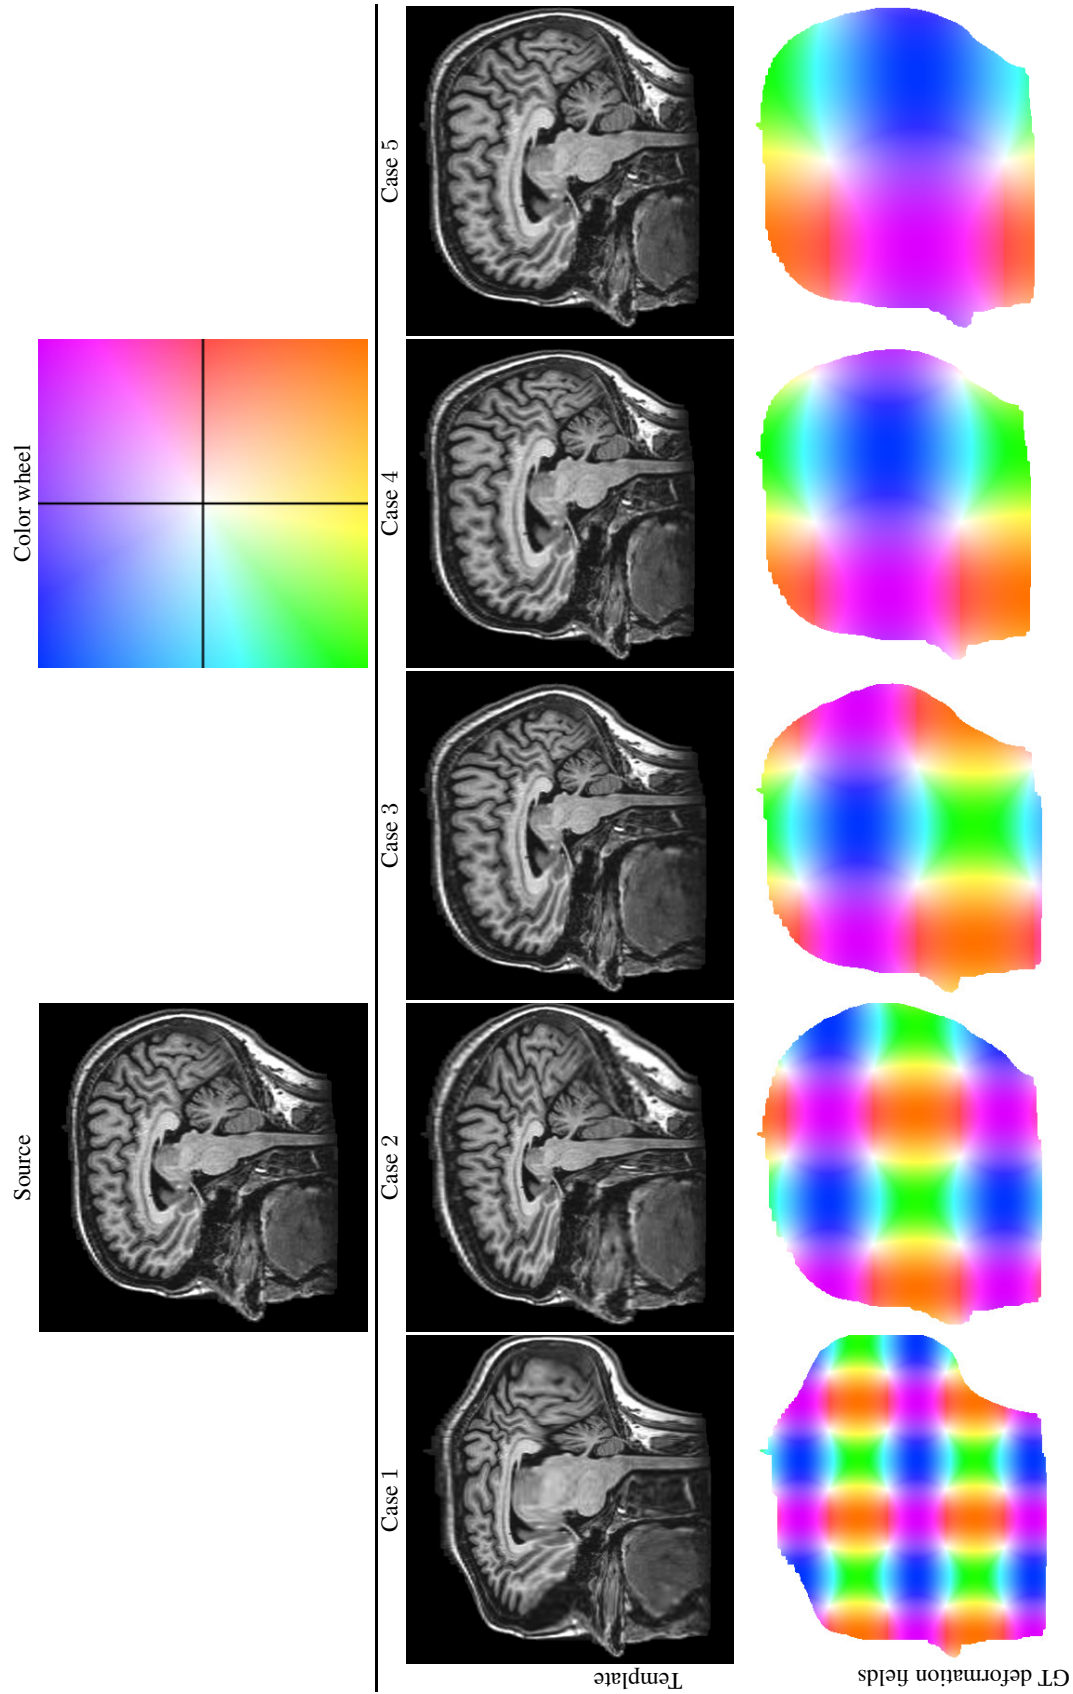 Source
Color wheel
Case 1
Case 2
Case 3
Case 4
Case 5
Template
GT deformation fields